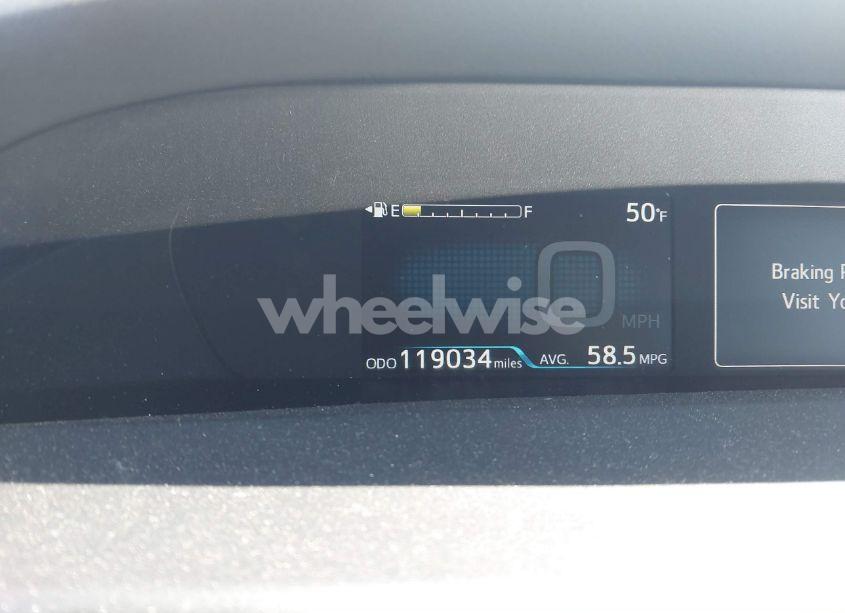 E F 50°F
0 MPH
wheelwise
ODO 119034 miles AVG. 58.5 MPG
Braking
Visit